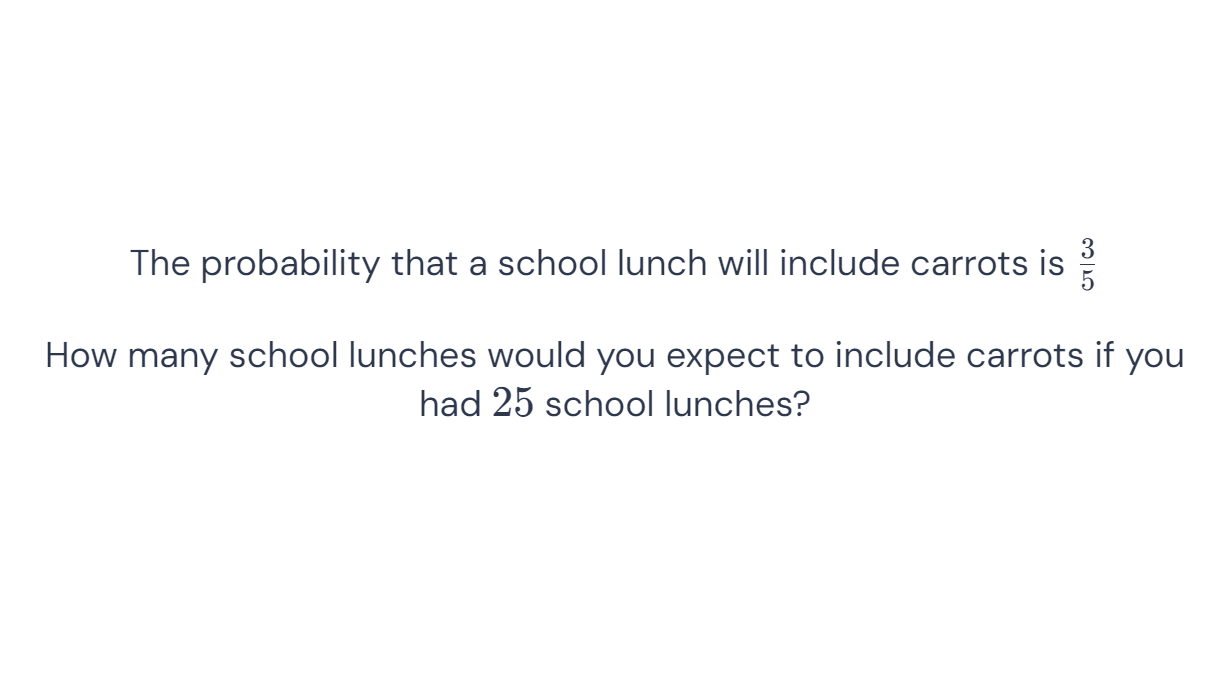 The probability that a school lunch will include carrots is 3/5
How many school lunches would you expect to include carrots if you
had 25 school lunches?